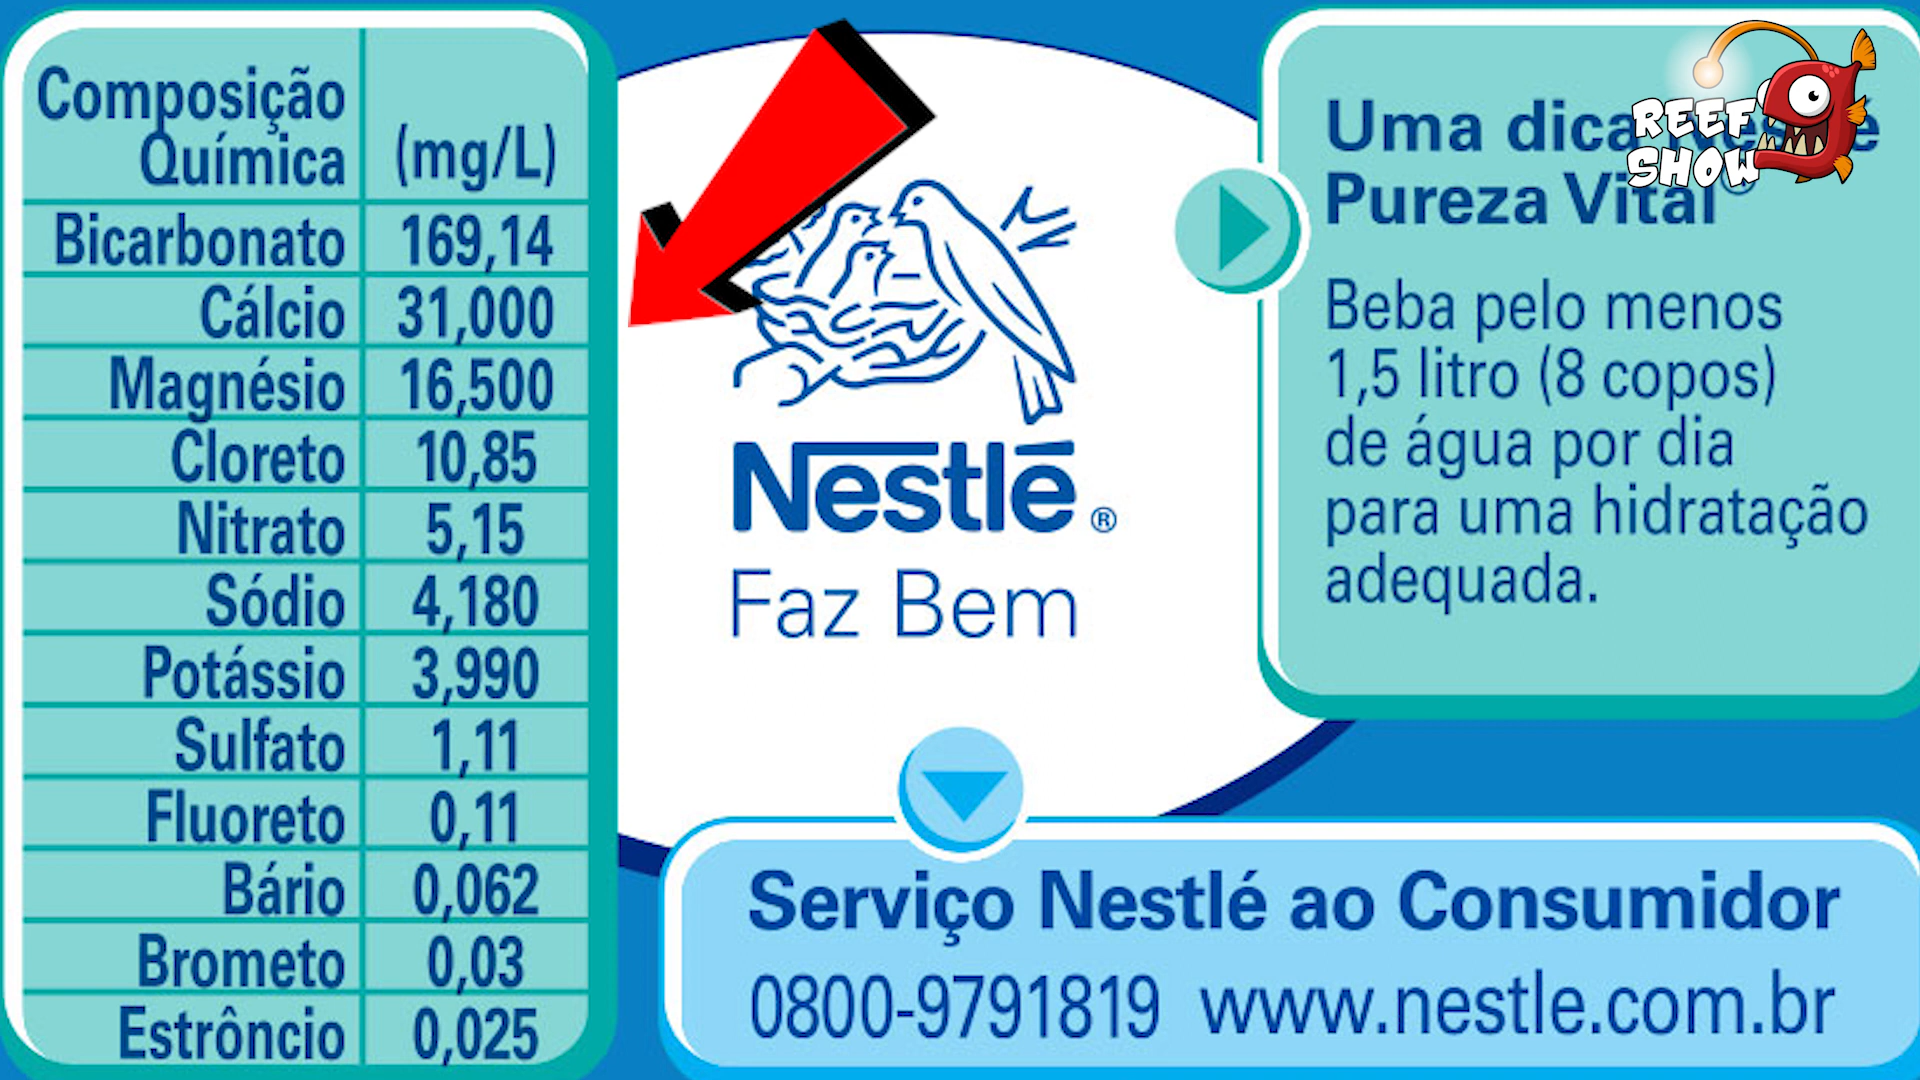 Composição
Química
(mg/L)
Bicarbonato 169,14
Cálcio 31,000
Magnésio 16,500
Cloreto 10,85
Nitrato 5,15
Sódio 4,180
Potássio 3,990
Sulfato 1,11
Fluoreto 0,11
Bário 0,062
Brometo 0,03
Estrôncio 0,025
Nestlé ®
Faz Bem
Uma dica Nestlé
Pureza Vital®
Beba pelo menos
1,5 litro (8 copos)
de água por dia
para uma hidratação
adequada.
REEF
SHOW
Serviço Nestlé ao Consumidor
0800-9791819 www.nestle.com.br